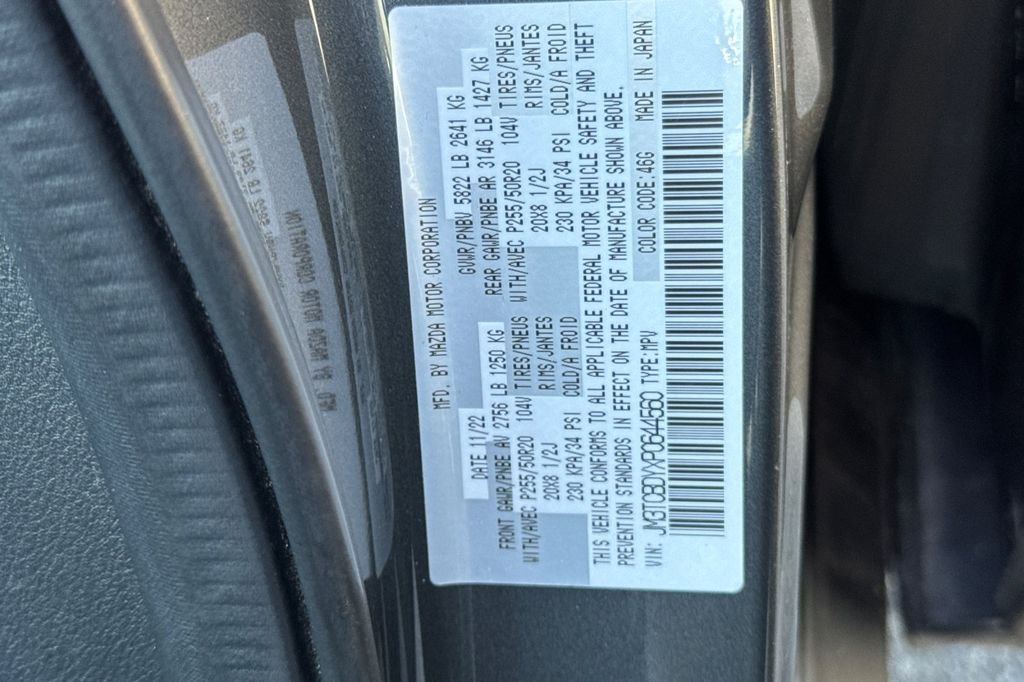 MFD. BY MAZDA MOTOR CORPORATION
DATE 11/22 GVWR/PNBV 5822 LB 2641 KG
FRONT GAWR/PNBE AV 2756 LB 1250 KG REAR GAWR/PNBE AR 3146 LB 1427 KG
WITH/AVEC P255/50R20 104V TIRES/PNEUS WITH/AVEC P255/50R20 104V TIRES/PNEUS
20X8 1/2J RIMS/JANTES 20X8 1/2J RIMS/JANTES
230 KPA/34 PSI COLD/A FROID 230 KPA/34 PSI COLD/A FROID
THIS VEHICLE CONFORMS TO ALL APPLICABLE FEDERAL MOTOR VEHICLE SAFETY AND THEFT
PREVENTION STANDARDS IN EFFECT ON THE DATE OF MANUFACTURE SHOWN ABOVE.
VIN: JM3TCBDYXP0644560 TYPE:MPV COLOR CODE:46G MADE IN JAPAN